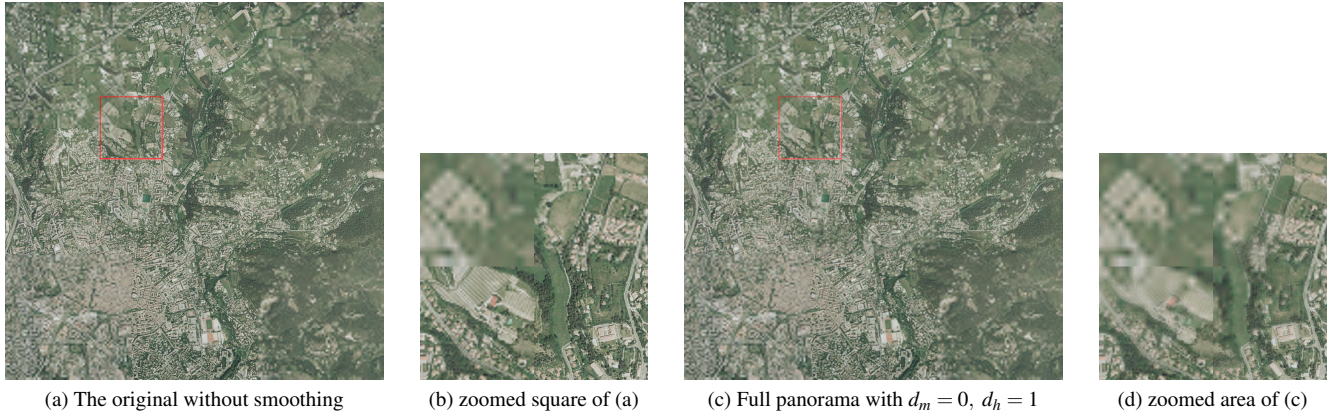 (a) The original without smoothing
(b) zoomed square of (a)
(c) Full panorama with d_m = 0, d_h = 1
(d) zoomed area of (c)